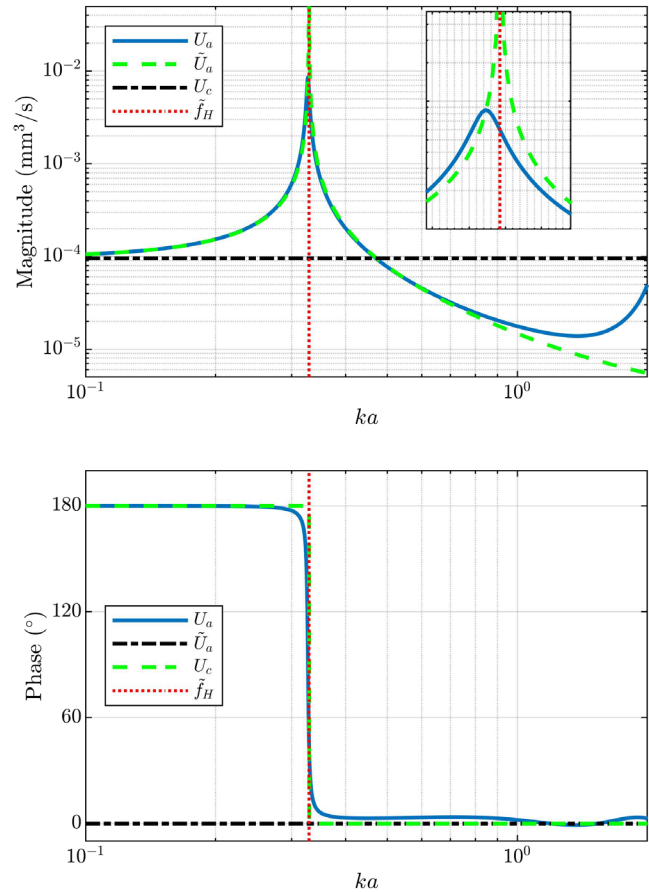 U_a
Ũ_a
U_c
f̃_H
Magnitude (mm³/s)
10⁻²
10⁻³
10⁻⁴
10⁻⁵
10⁻¹
10⁰
ka
180
120
60
0
Phase (°)
U_a
Ũ_a
U_c
f̃_H
10⁻¹
10⁰
ka